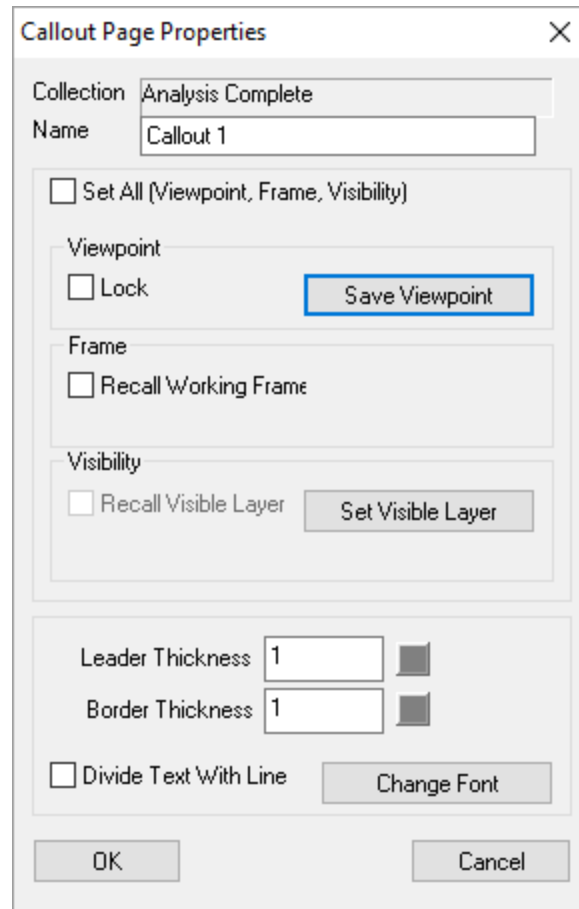 Callout Page Properties
Collection Analysis Complete
Name Callout 1
Set All (Viewpoint, Frame, Visibility)
Viewpoint
Lock Save Viewpoint
Frame
Recall Working Frame
Visibility
Recall Visible Layer Set Visible Layer
Leader Thickness 1
Border Thickness 1
Divide Text With Line Change Font
OK Cancel